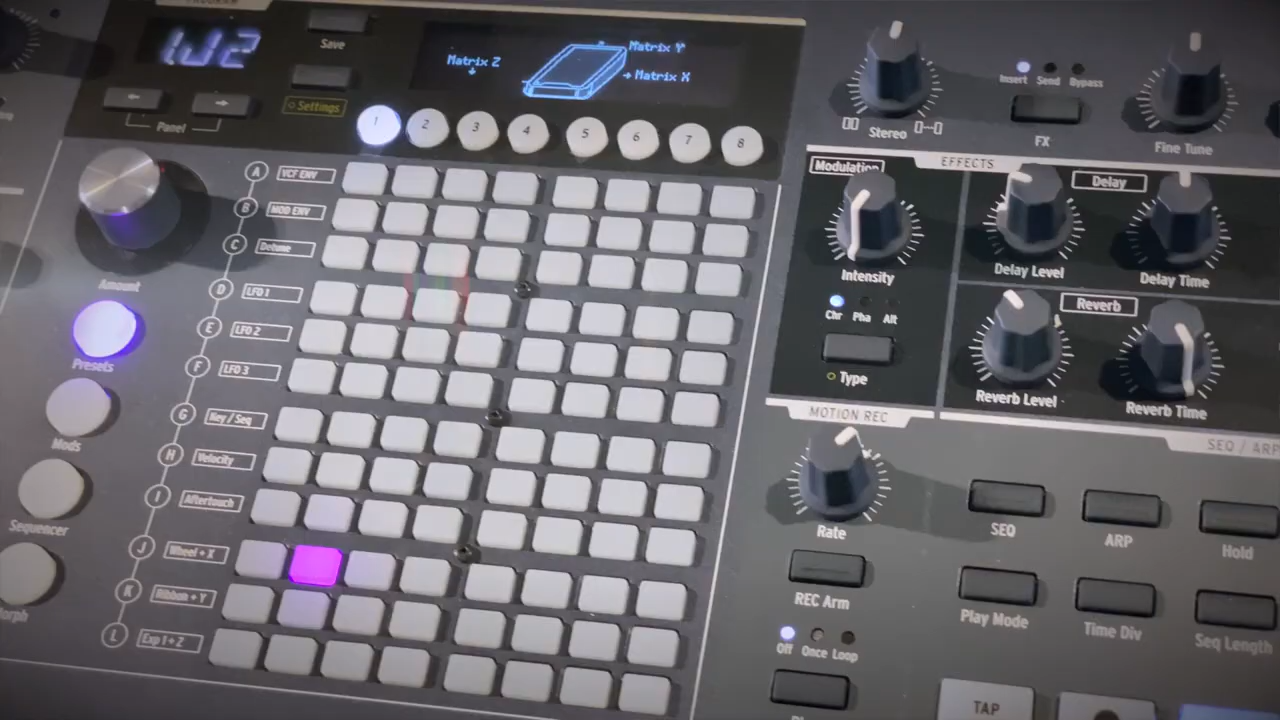 1J2
Save
Settings
Panel
Matrix Z
Matrix Y
Matrix X
1 2 3 4 5 6 7 8
A VCF ENV
B MOD ENV
C Detune
D LFO 1
E LFO 2
F LFO 3
G Key / Seq
H Velocity
I Aftertouch
J Wheel + X
K Ribbon + Y
L Exp 1 + Z
Amount
Presets
Mods
Sequencer
Stereo
Insert Send Bypass
FX
Fine Tune
EFFECTS
Modulation
Intensity
Chr Pha Alt
Type
Delay
Delay Level
Delay Time
Reverb
Reverb Level
Reverb Time
MOTION REC
Rate
REC Arm
Off Once Loop
SEQ / ARP
SEQ
ARP
Hold
Play Mode
Time Div
Seq Length
TAP